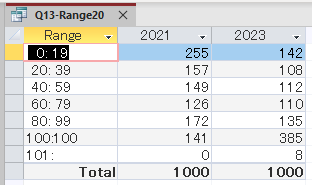 Q13-Range20
Range 2021 2023
0: 19 255 142
20: 39 157 108
40: 59 149 112
60: 79 126 110
80: 99 172 135
100:100 141 385
101: 0 8
Total 1000 1000